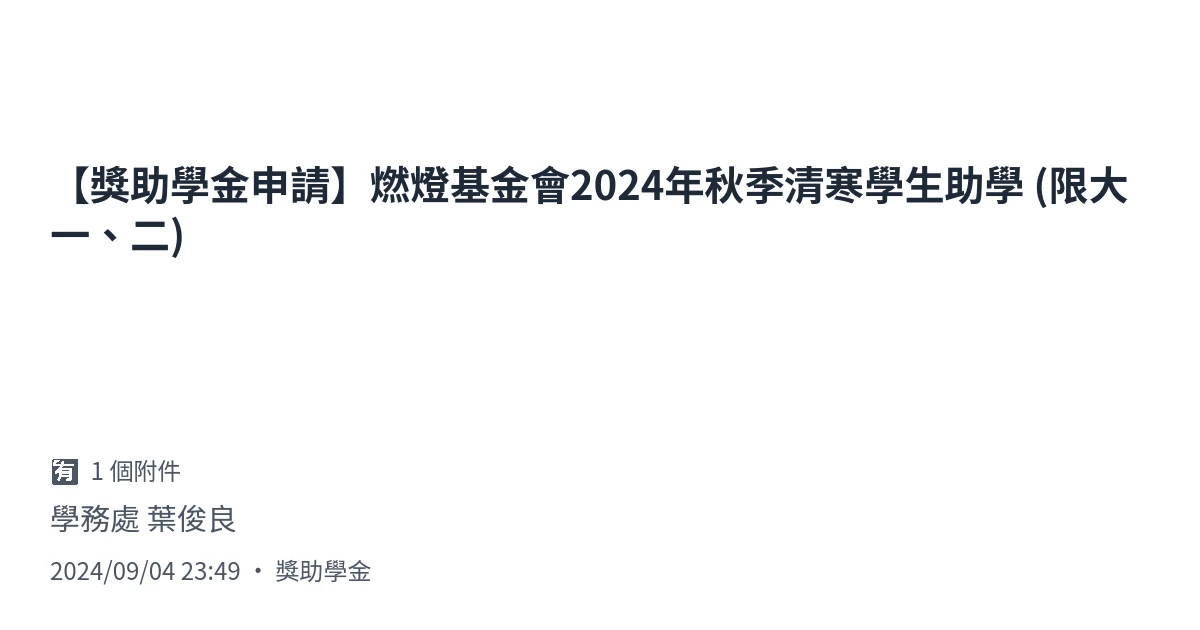 【獎助學金申請】燃燈基金會2024年秋季清寒學生助學 (限大
一、二)
🈶 1 個附件
學務處 葉俊良
2024/09/04 23:49 • 獎助學金